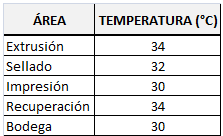 ÁREA TEMPERATURA (°C)
Extrusión 34
Sellado 32
Impresión 30
Recuperación 34
Bodega 30